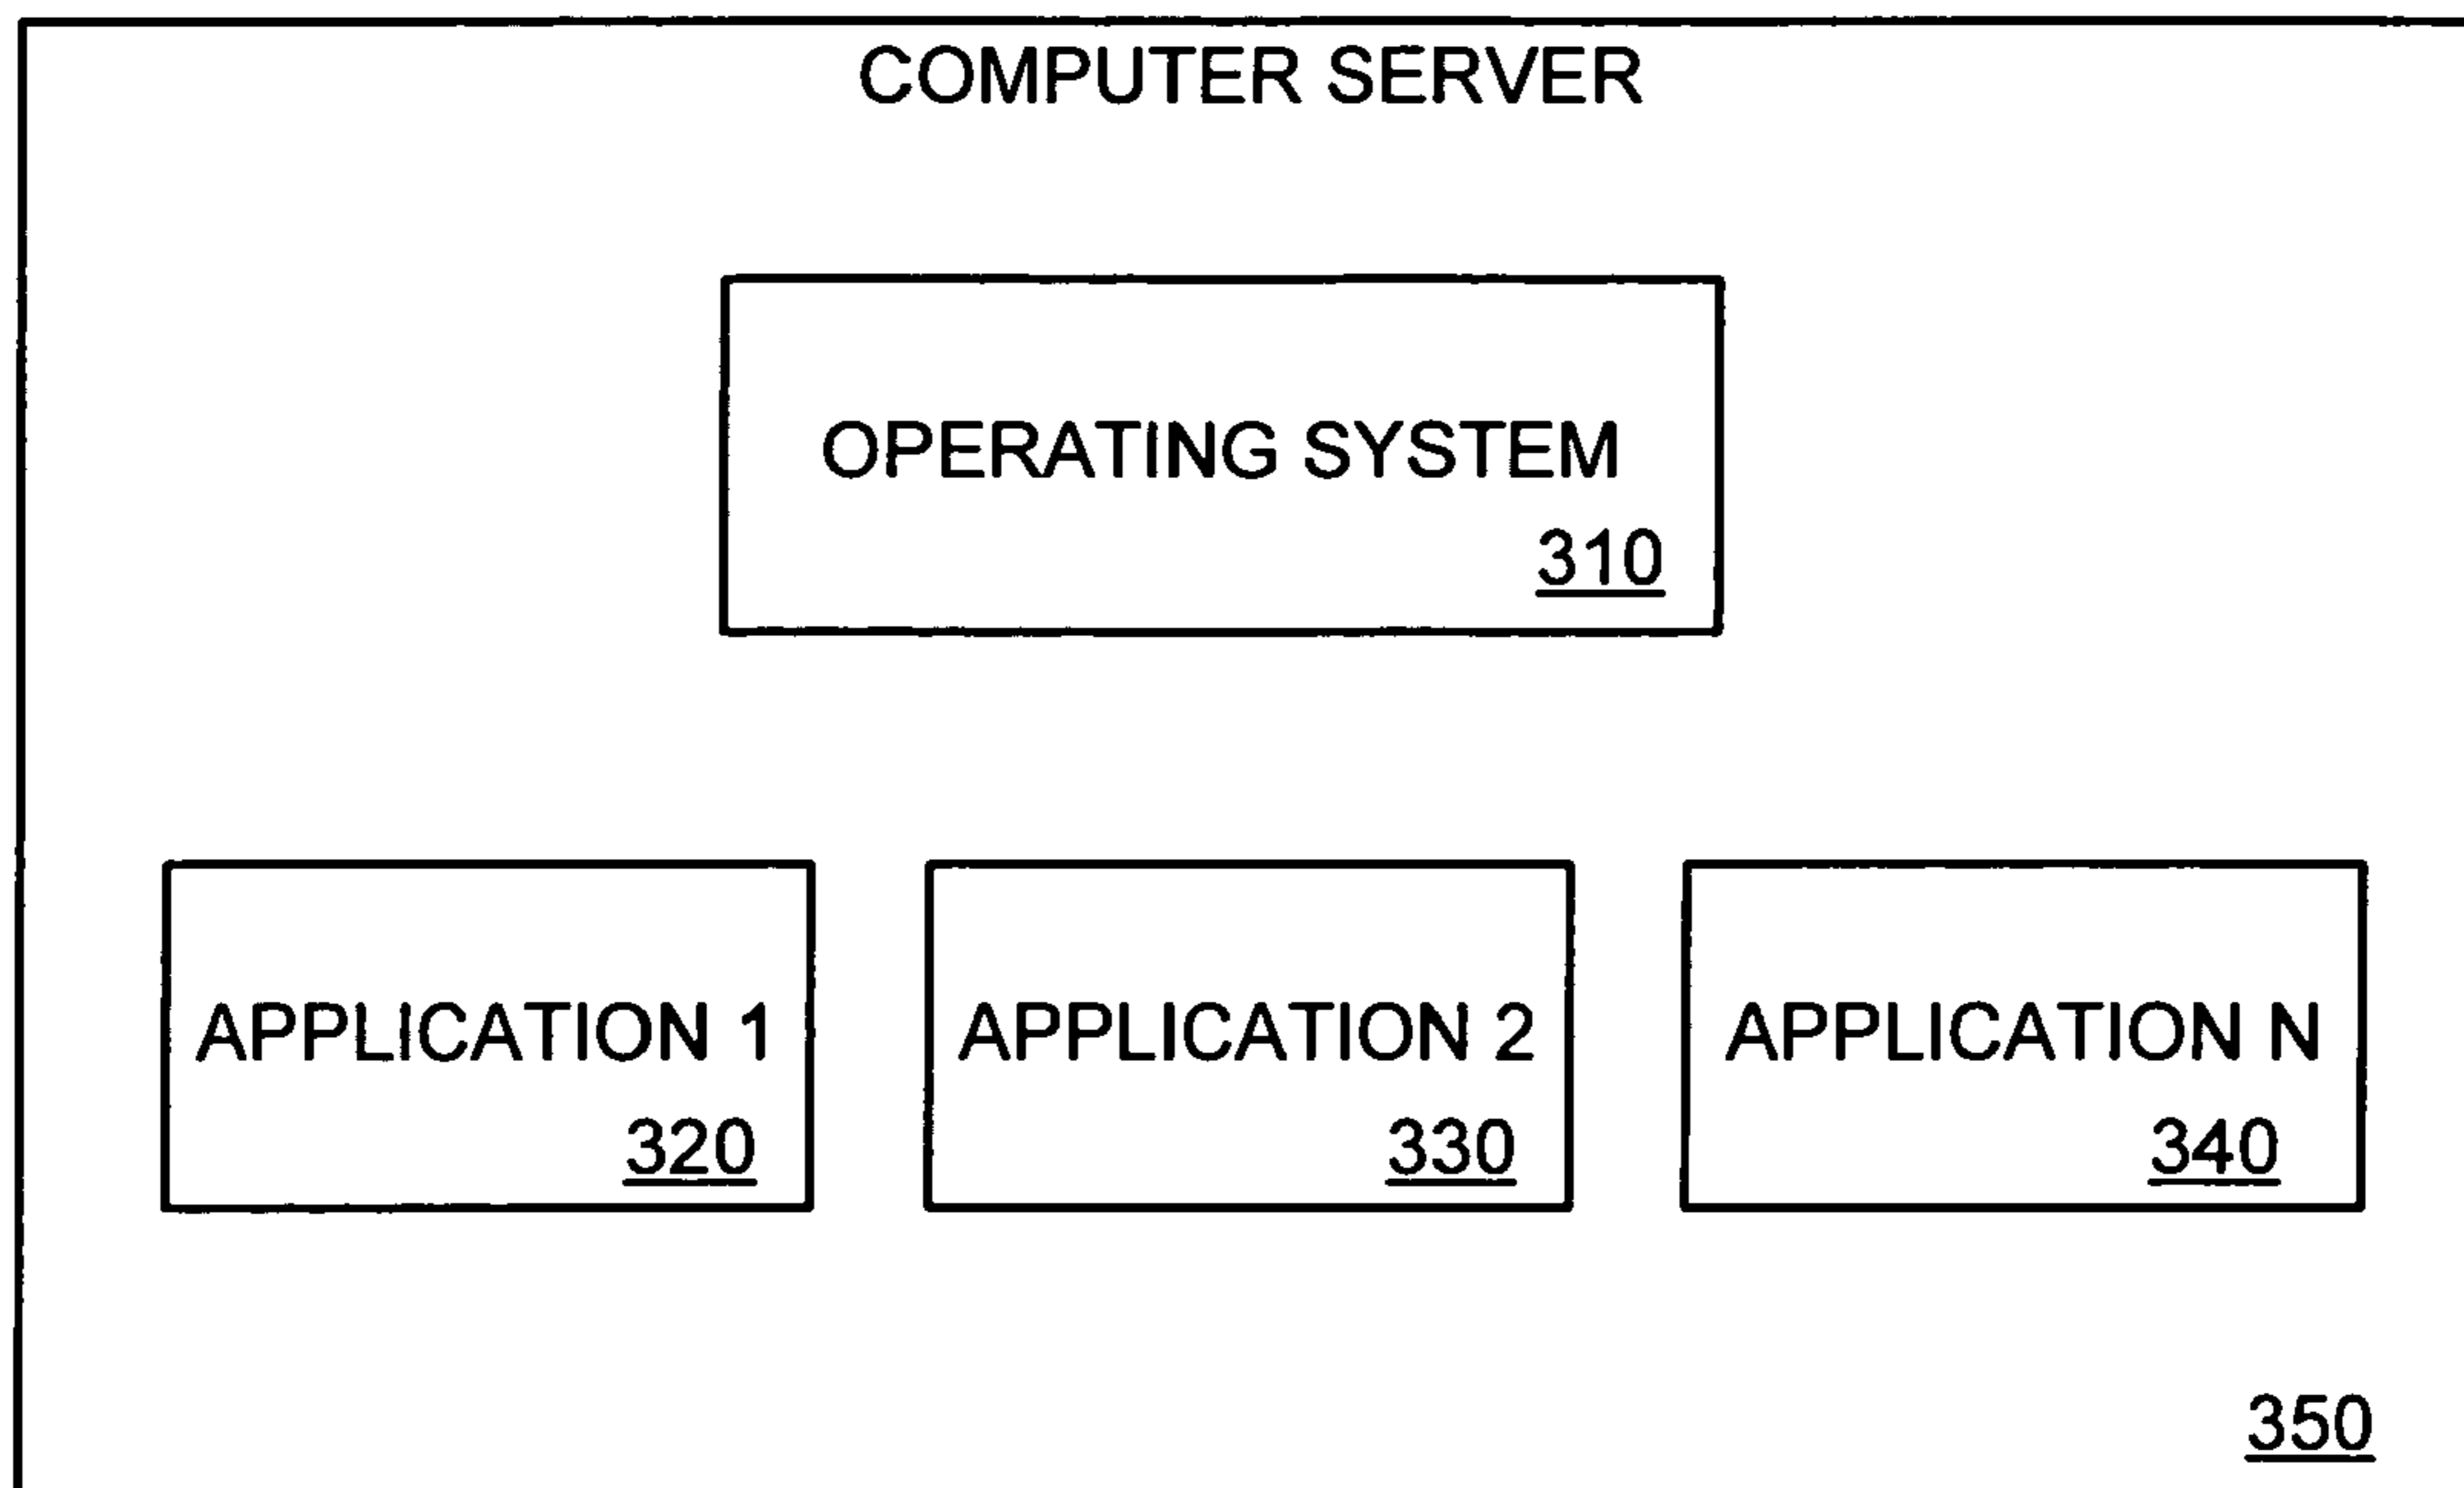 COMPUTER SERVER
OPERATING SYSTEM
310
APPLICATION 1
320
APPLICATION 2
330
APPLICATION N
340
350